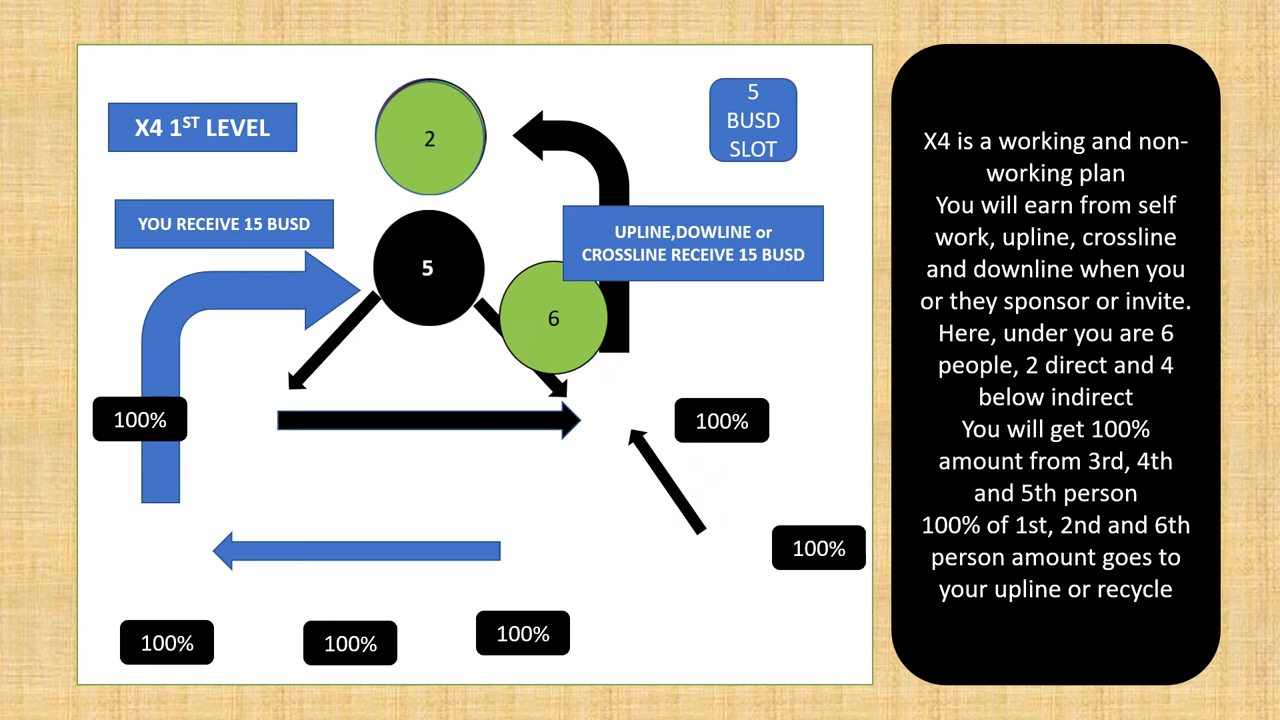 X4 1ST LEVEL
2
5
BUSD
SLOT
YOU RECEIVE 15 BUSD
UPLINE,DOWLINE or
CROSSLINE RECEIVE 15 BUSD
5
6
100%
100%
100%
100%
100%
100%
X4 is a working and non-
working plan
You will earn from self
work, upline, crossline
and downline when you
or they sponsor or invite.
Here, under you are 6
people, 2 direct and 4
below indirect
You will get 100%
amount from 3rd, 4th
and 5th person
100% of 1st, 2nd and 6th
person amount goes to
your upline or recycle